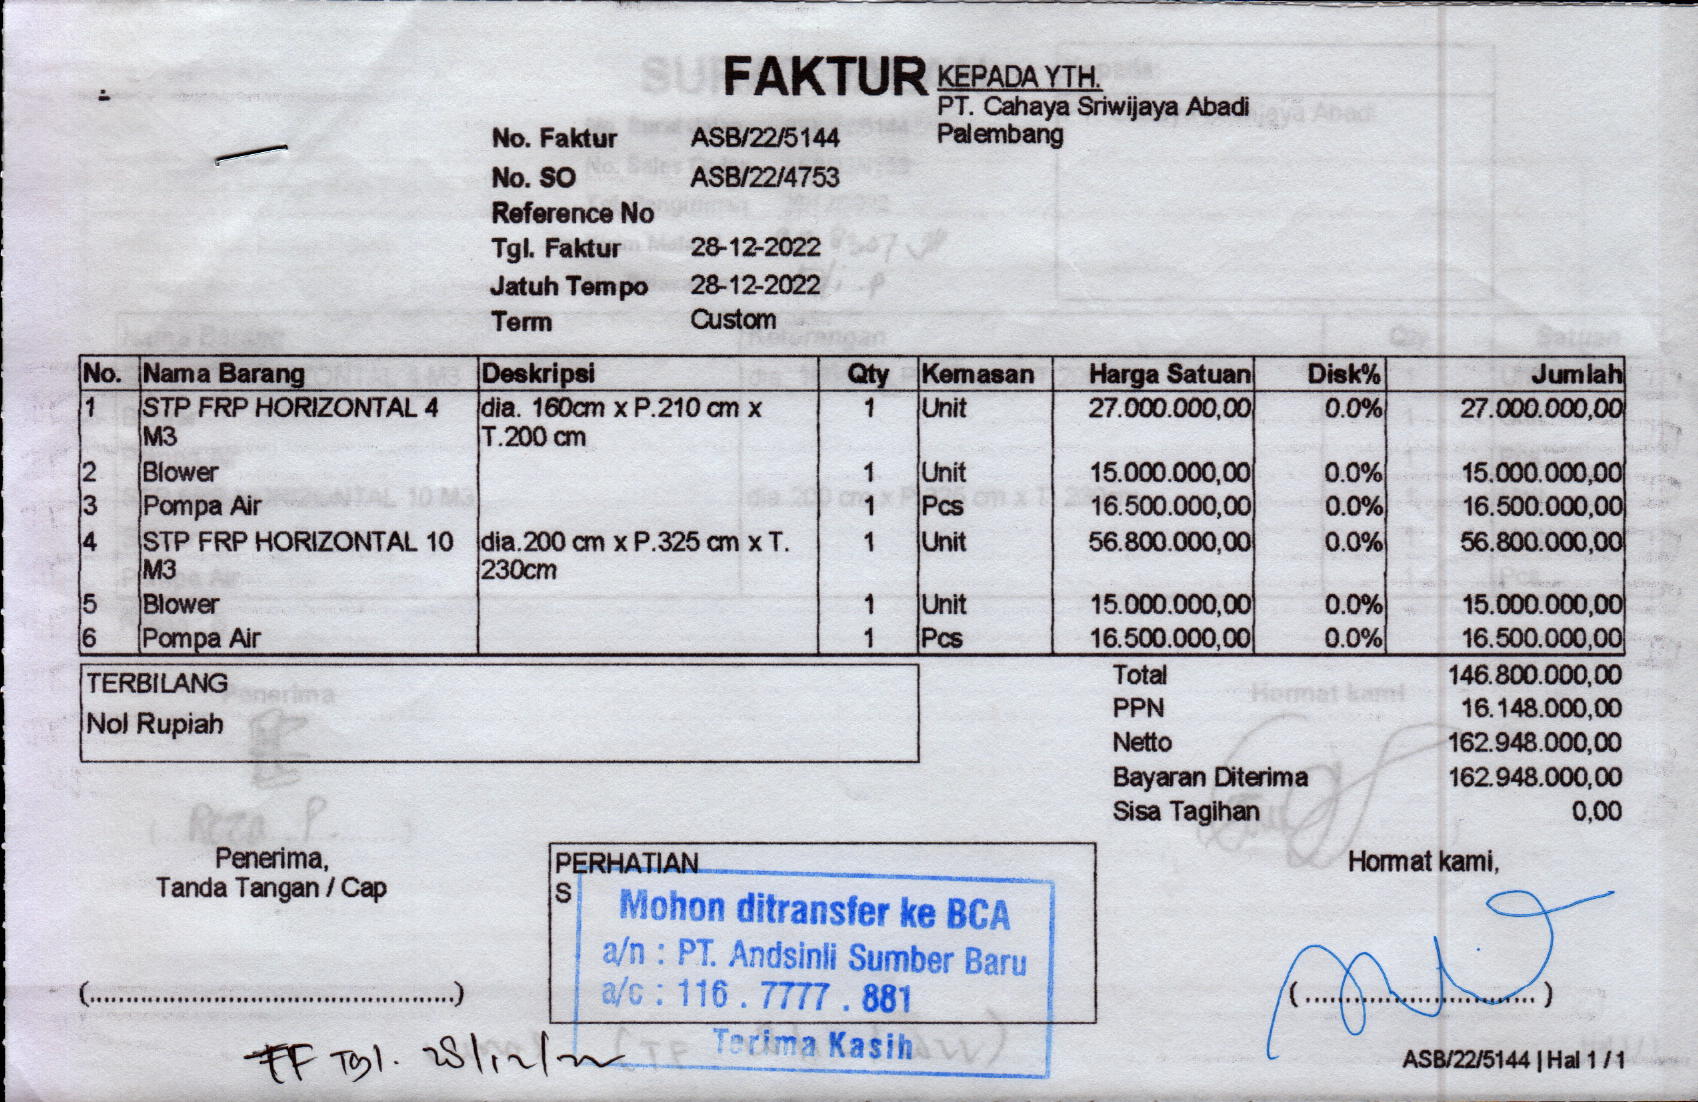 FAKTUR
KEPADA YTH.
PT. Cahaya Sriwijaya Abadi
Palembang
No. Faktur ASB/22/5144
No. SO ASB/22/4753
Reference No
Tgl. Faktur 28-12-2022
Jatuh Tempo 28-12-2022
Term Custom
No. Nama Barang Deskripsi Qty Kemasan Harga Satuan Disk% Jumlah
1 STP FRP HORIZONTAL 4 dia. 160cm x P.210 cm x 1 Unit 27.000.000,00 0.0% 27.000.000,00
M3 T.200 cm
2 Blower 1 Unit 15.000.000,00 0.0% 15.000.000,00
3 Pompa Air 1 Pcs 16.500.000,00 0.0% 16.500.000,00
4 STP FRP HORIZONTAL 10 dia.200 cm x P.325 cm x T. 1 Unit 56.800.000,00 0.0% 56.800.000,00
M3 230cm
5 Blower 1 Unit 15.000.000,00 0.0% 15.000.000,00
6 Pompa Air 1 Pcs 16.500.000,00 0.0% 16.500.000,00
TERBILANG
Nol Rupiah
Total 146.800.000,00
PPN 16.148.000,00
Netto 162.948.000,00
Bayaran Diterima 162.948.000,00
Sisa Tagihan 0,00
Penerima,
Tanda Tangan / Cap
(..................................................)
PERHATIAN
S
Mohon ditransfer ke BCA
a/n : PT. Andsinli Sumber Baru
a/c : 116 . 7777 . 881
Terima Kasih
Hormat kami,
(................................)
FF Tgl. 28/12/22
ASB/22/5144 | Hal 1 / 1